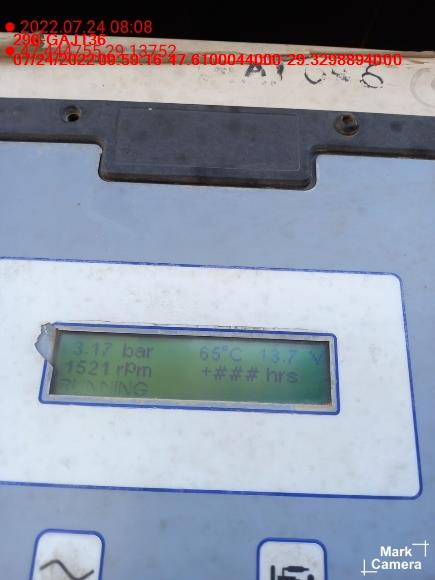 2022.07.24 08:08
296-GAJ136
07/24/2022 09:59:16 47.6100044000-29.3298894000
3.17 bar 65°C 13.7 V
1521 rpm +### hrs
RUNNING
Mark
Camera